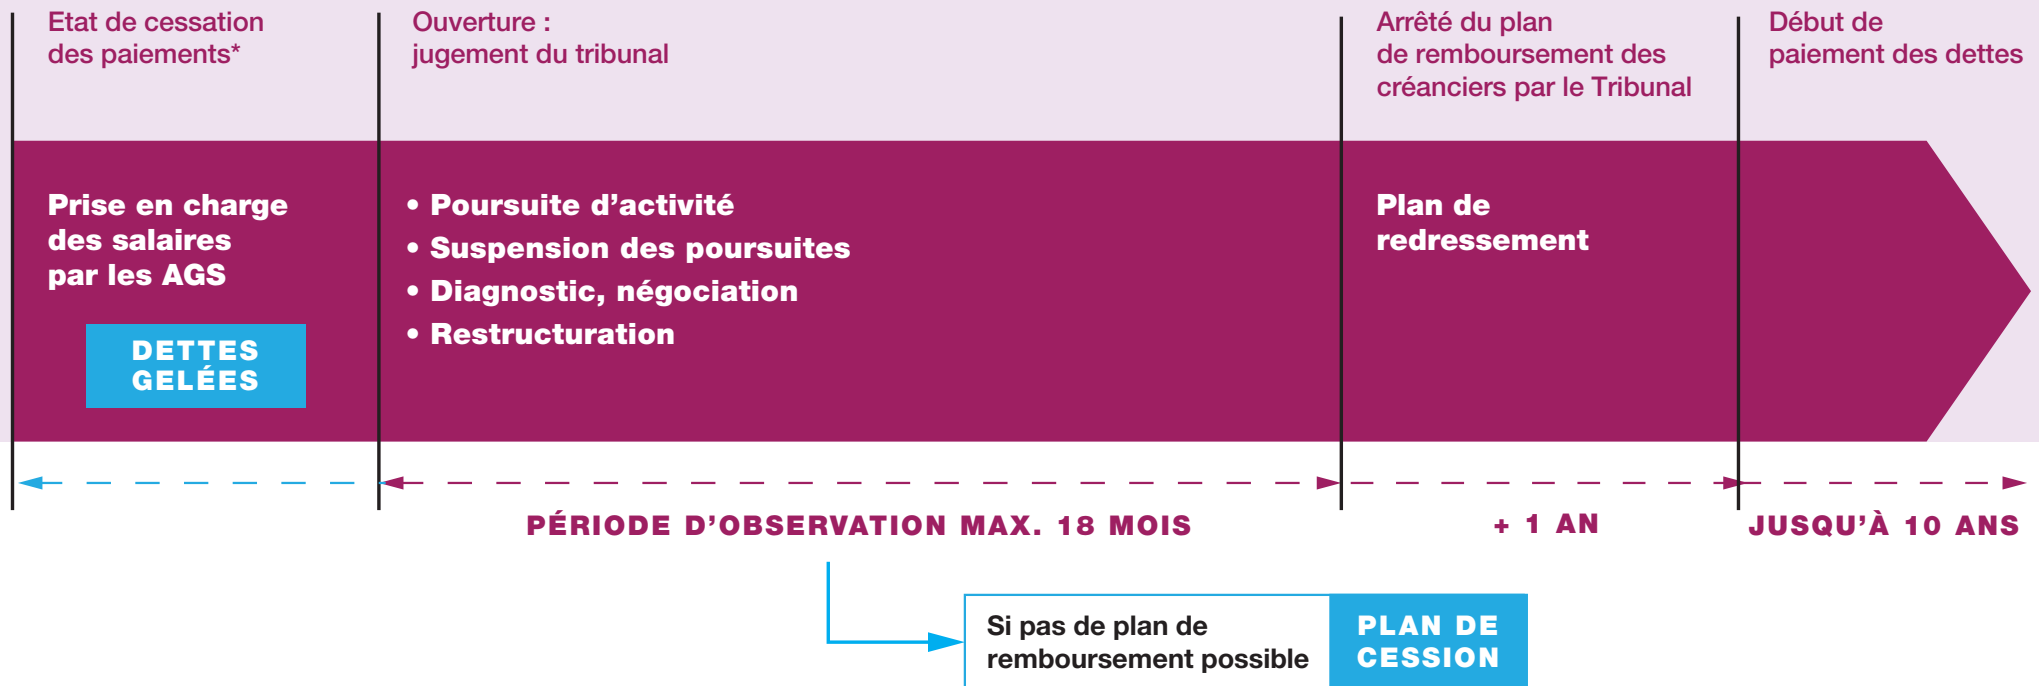 Etat de cessation
des paiements*
Ouverture :
jugement du tribunal
Arrêté du plan
de remboursement des
créanciers par le Tribunal
Début de
paiement des dettes
Prise en charge
des salaires
par les AGS
DETTES
GELÉES
• Poursuite d’activité
• Suspension des poursuites
• Diagnostic, négociation
• Restructuration
Plan de
redressement
PÉRIODE D’OBSERVATION MAX. 18 MOIS
+ 1 AN
JUSQU’À 10 ANS
Si pas de plan de
remboursement possible
PLAN DE
CESSION